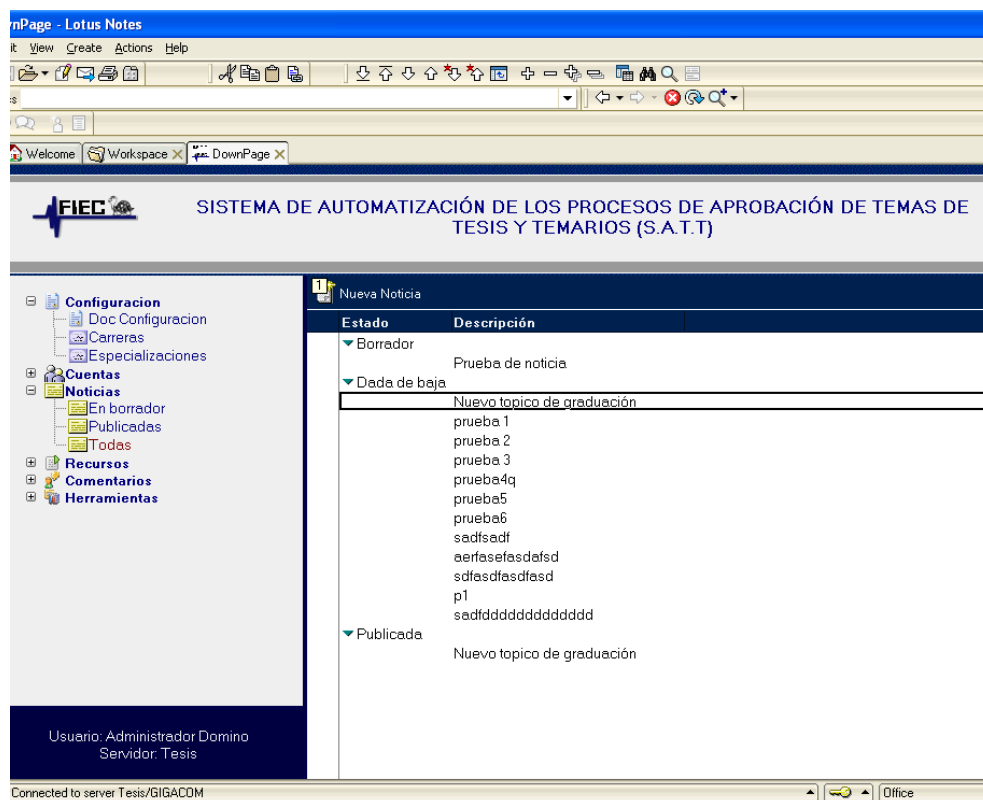 nPage - Lotus Notes
it View Create Actions Help
s
Welcome Workspace DownPage
FIEC
SISTEMA DE AUTOMATIZACIÓN DE LOS PROCESOS DE APROBACIÓN DE TEMAS DE
TESIS Y TEMARIOS (S.A.T.T)
Configuracion
Doc Configuracion
Carreras
Especializaciones
Cuentas
Noticias
En borrador
Publicadas
Todas
Recursos
Comentarios
Herramientas
1 Nueva Noticia
Estado Descripción
Borrador
Prueba de noticia
Dada de baja
Nuevo topico de graduación
prueba 1
prueba 2
prueba 3
prueba4q
prueba5
prueba6
sadfsadf
aerfasefasdafsd
sdfasdfasdfasd
p1
sadfdddddddddddddd
Publicada
Nuevo topico de graduación
Usuario: Administrador Domino
Servidor: Tesis
Connected to server Tesis/GIGACOM Office